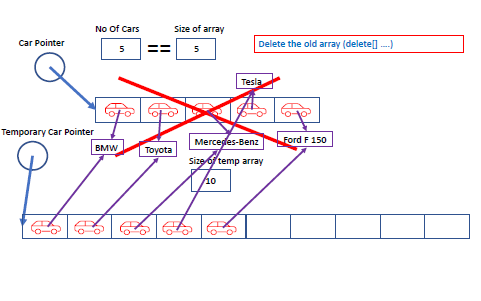 No Of Cars
Size of array
Car Pointer
5
==
5
Delete the old array (delete[] ....)
Tesla
Temporary Car Pointer
BMW
Toyota
Mercedes-Benz
Ford F 150
Size of temp array
10